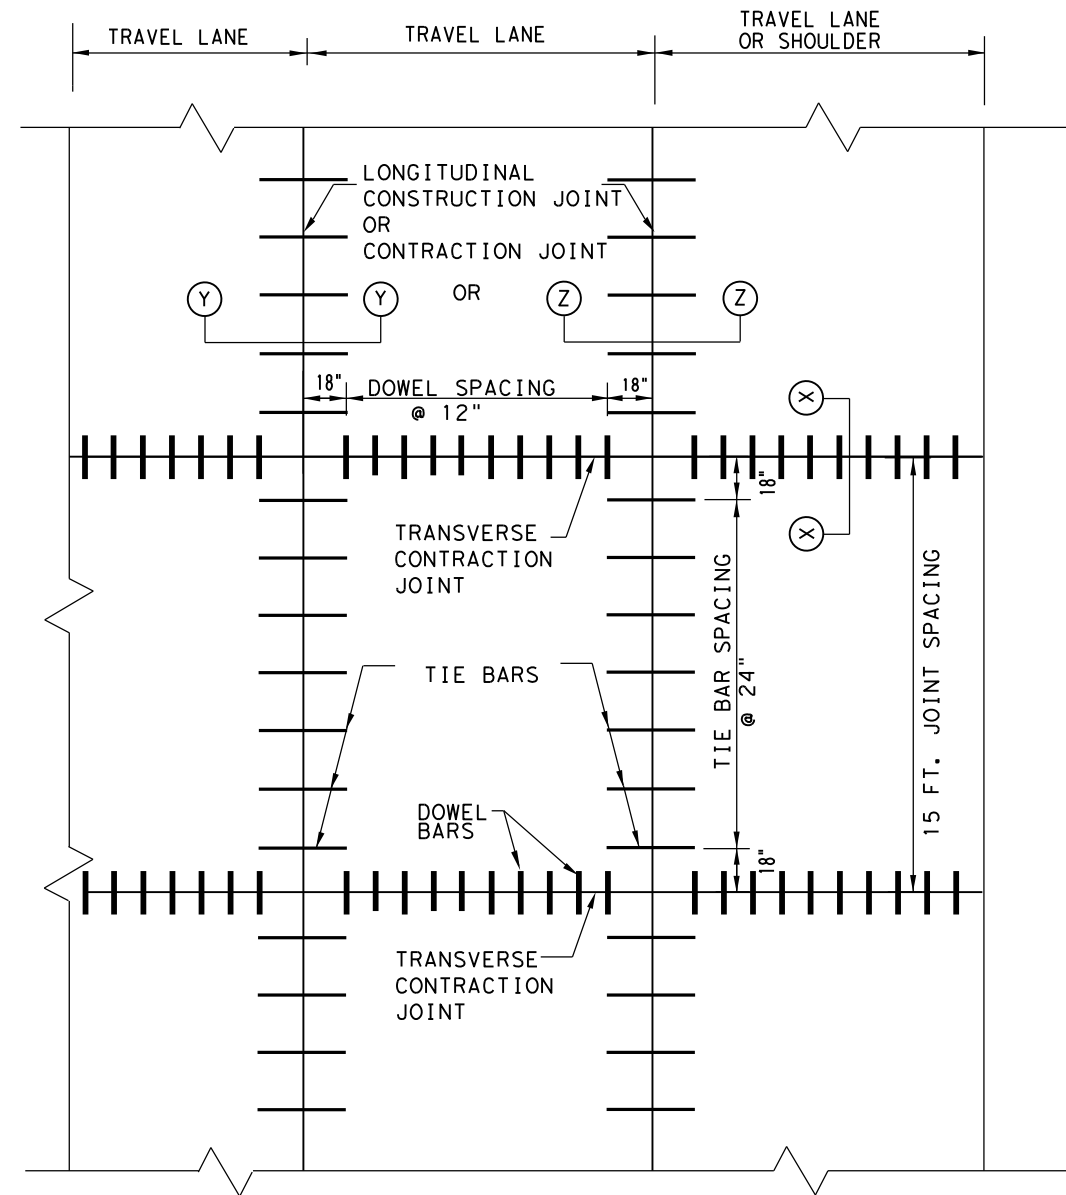 TRAVEL LANE
TRAVEL LANE
TRAVEL LANE
OR SHOULDER
LONGITUDINAL
CONSTRUCTION JOINT
OR
CONTRACTION JOINT
OR
Y
Y
Z
Z
18"
DOWEL SPACING
@ 12"
18"
X
X
18"
TRANSVERSE
CONTRACTION
JOINT
TIE BAR SPACING
@ 24"
15 FT. JOINT SPACING
TIE BARS
DOWEL
BARS
18"
TRANSVERSE
CONTRACTION
JOINT